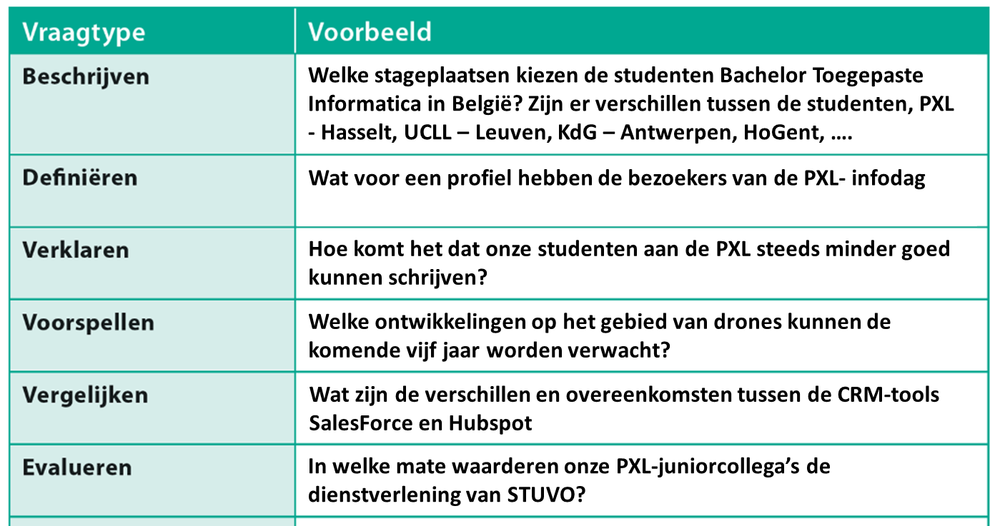 Vraagtype Voorbeeld
Beschrijven Welke stageplaatsen kiezen de studenten Bachelor Toegepaste
Informatica in België? Zijn er verschillen tussen de studenten, PXL
- Hasselt, UCLL – Leuven, KdG – Antwerpen, HoGent, ….
Definiëren Wat voor een profiel hebben de bezoekers van de PXL- infodag
Verklaren Hoe komt het dat onze studenten aan de PXL steeds minder goed
kunnen schrijven?
Voorspellen Welke ontwikkelingen op het gebied van drones kunnen de
komende vijf jaar worden verwacht?
Vergelijken Wat zijn de verschillen en overeenkomsten tussen de CRM-tools
SalesForce en Hubspot
Evalueren In welke mate waarderen onze PXL-juniorcollega’s de
dienstverlening van STUVO?